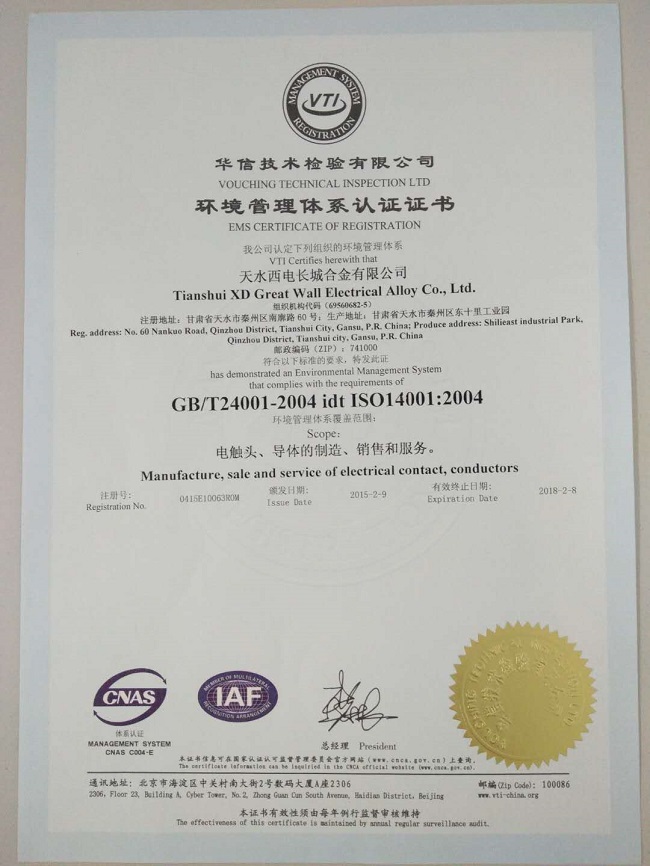 MANAGEMENT SYSTEM
VTI
REGISTRATION
华信技术检验有限公司
VOUCHING TECHNICAL INSPECTION LTD
环境管理体系认证证书
EMS CERTIFICATE OF REGISTRATION
我公司认定下列组织的环境管理体系
VTI Certifies herewith that
天水西电长城合金有限公司
Tianshui XD Great Wall Electrical Alloy Co., Ltd.
组织机构代码（69560682-5）
注册地址：甘肃省天水市秦州区南廓路 60 号；生产地址：甘肃省天水市秦州区东十里工业园
Reg. address: No. 60 Nankuo Road, Qinzhou District, Tianshui City, Gansu, P.R. China; Produce address: Shilieast industrial Park,
Qinzhou District, Tianshui city, Gansu, P.R. China
邮政编码（ZIP）：741000
符合以下标准的要求，特发此证
has demonstrated an Environmental Management System
that complies with the requirements of
GB/T24001-2004 idt ISO14001:2004
环境管理体系覆盖范围：
Scope:
电触头、导体的制造、销售和服务。
Manufacture, sale and service of electrical contact, conductors
注册号： 0415E10063R0M 颁发日期： 2015-2-9 有效终止日期： 2018-2-8
Registration No. Issue Date Expiration Date
CNAS
体系认证
MANAGEMENT SYSTEM
CNAS C004-E
MEMBER OF MULTILATERAL
IAF
RECOGNITION ARRANGEMENT
总经理 President
本证书信息可在国家认证认可监督管理委员会官方网站（www.cnca.gov.cn）上查询。
The certificate information can be inquiried in the CNCA official website (www.cnca.gov.cn).
通讯地址：北京市海淀区中关村南大街2号数码大厦A座2306 邮编(Zip Code): 100086
2306, Floor 23, Building A, Cyber Tower, No.2, Zhong Guan Cun South Avenue, Haidian District, Beijing www.vti-china.org
本证书有效性须由每年例行监督审核维持
The effectiveness of this certificate is maintained by annual regular surveillance audit.